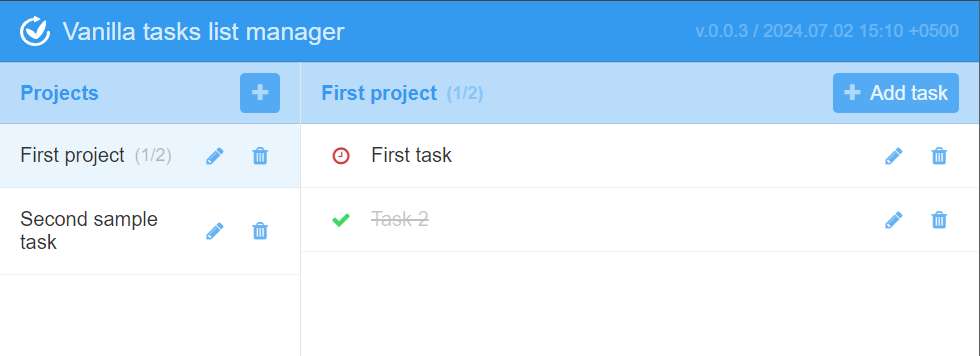 Vanilla tasks list manager
v.0.0.3 / 2024.07.02 15:10 +0500
Projects
First project (1/2)
Add task
First project (1/2)
First task
Second sample
task
Task 2